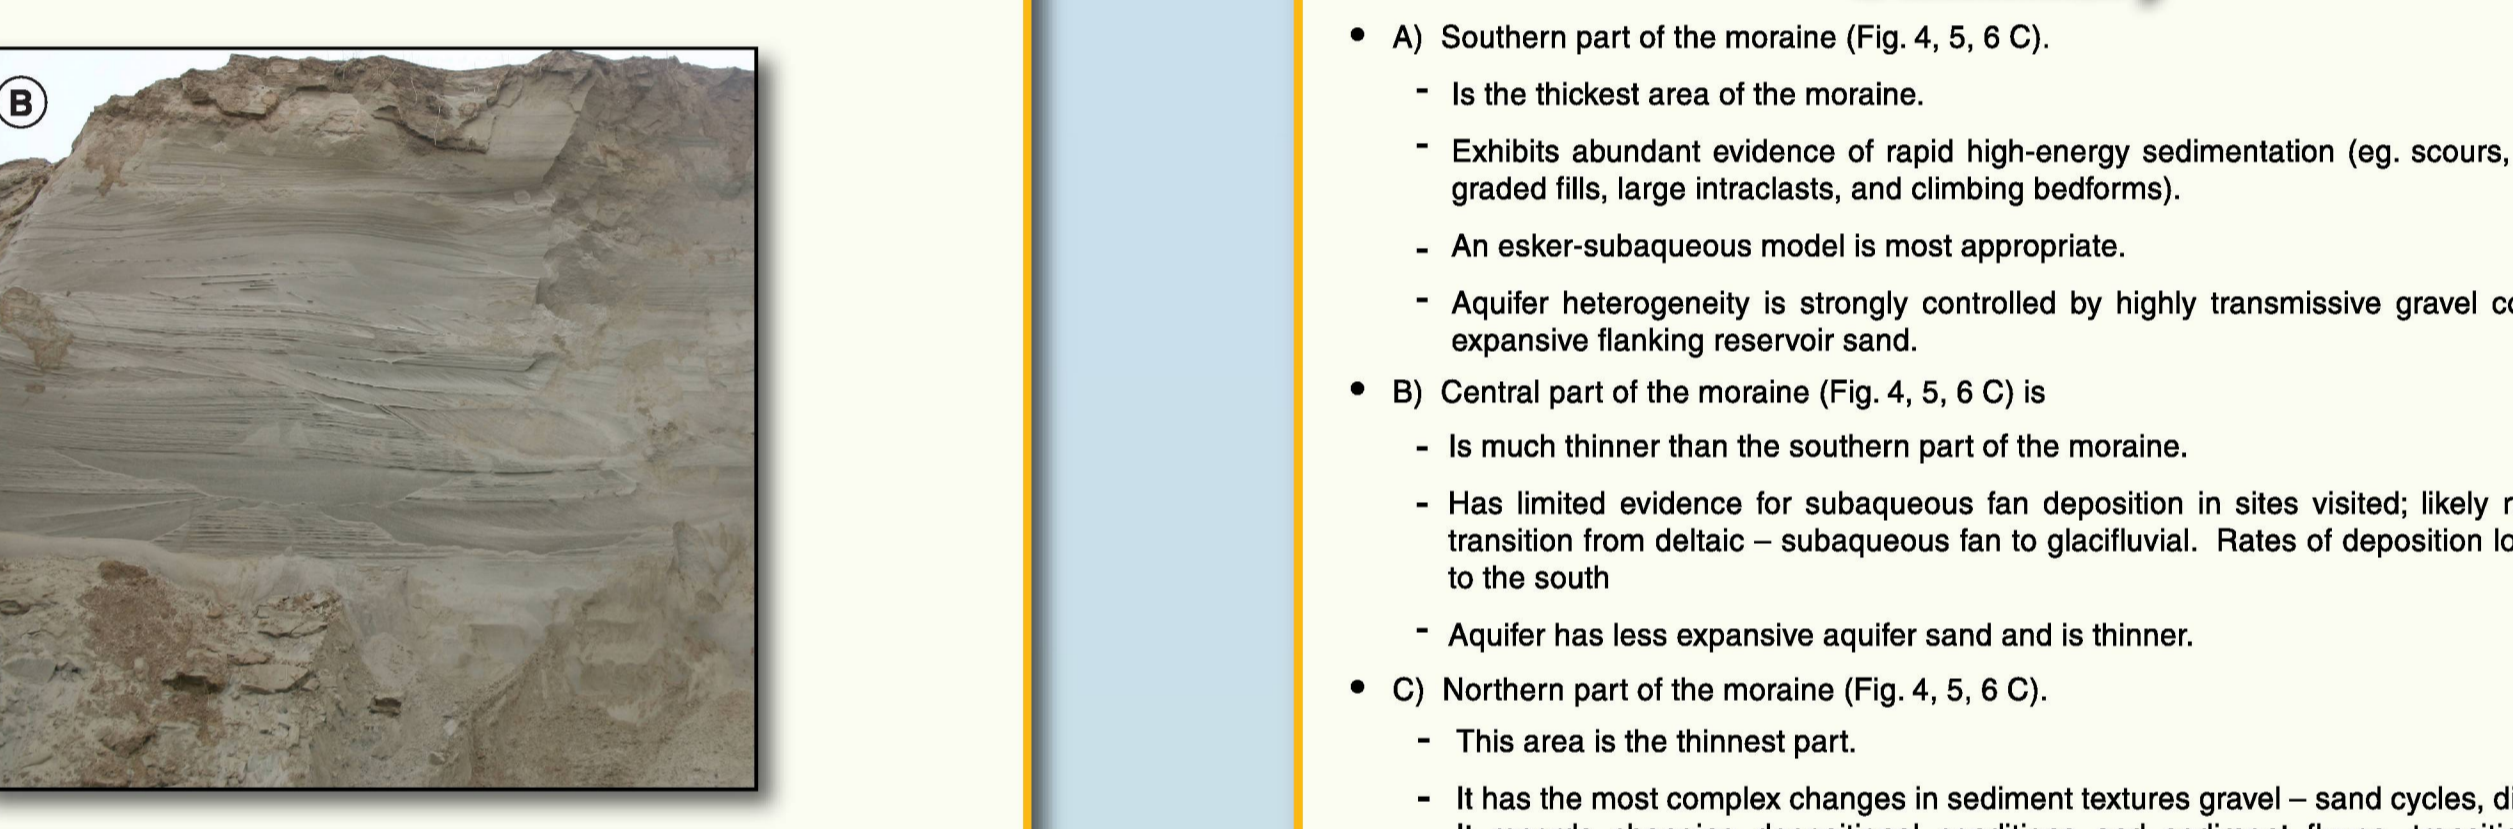 B
• A) Southern part of the moraine (Fig. 4, 5, 6 C).
- Is the thickest area of the moraine.
- Exhibits abundant evidence of rapid high-energy sedimentation (eg. scours,
graded fills, large intraclasts, and climbing bedforms).
- An esker-subaqueous model is most appropriate.
- Aquifer heterogeneity is strongly controlled by highly transmissive gravel
expansive flanking reservoir sand.
• B) Central part of the moraine (Fig. 4, 5, 6 C) is
- Is much thinner than the southern part of the moraine.
- Has limited evidence for subaqueous fan deposition in sites visited; likely
transition from deltaic – subaqueous fan to glacifluvial. Rates of deposition
to the south
- Aquifer has less expansive aquifer sand and is thinner.
• C) Northern part of the moraine (Fig. 4, 5, 6 C).
- This area is the thinnest part.
- It has the most complex changes in sediment textures gravel – sand cycles,